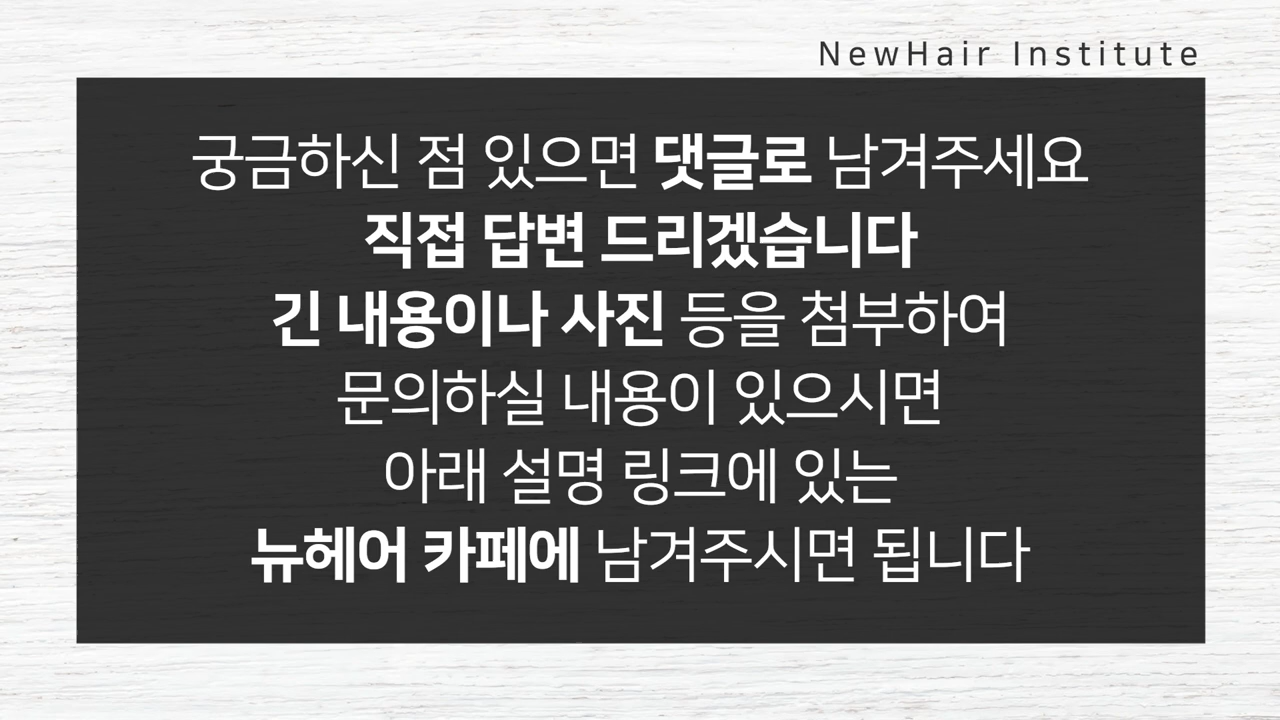 NewHair Institute
궁금하신 점 있으면 댓글로 남겨주세요
직접 답변 드리겠습니다
긴 내용이나 사진 등을 첨부하여
문의하실 내용이 있으시면
아래 설명 링크에 있는
뉴헤어 카페에 남겨주시면 됩니다